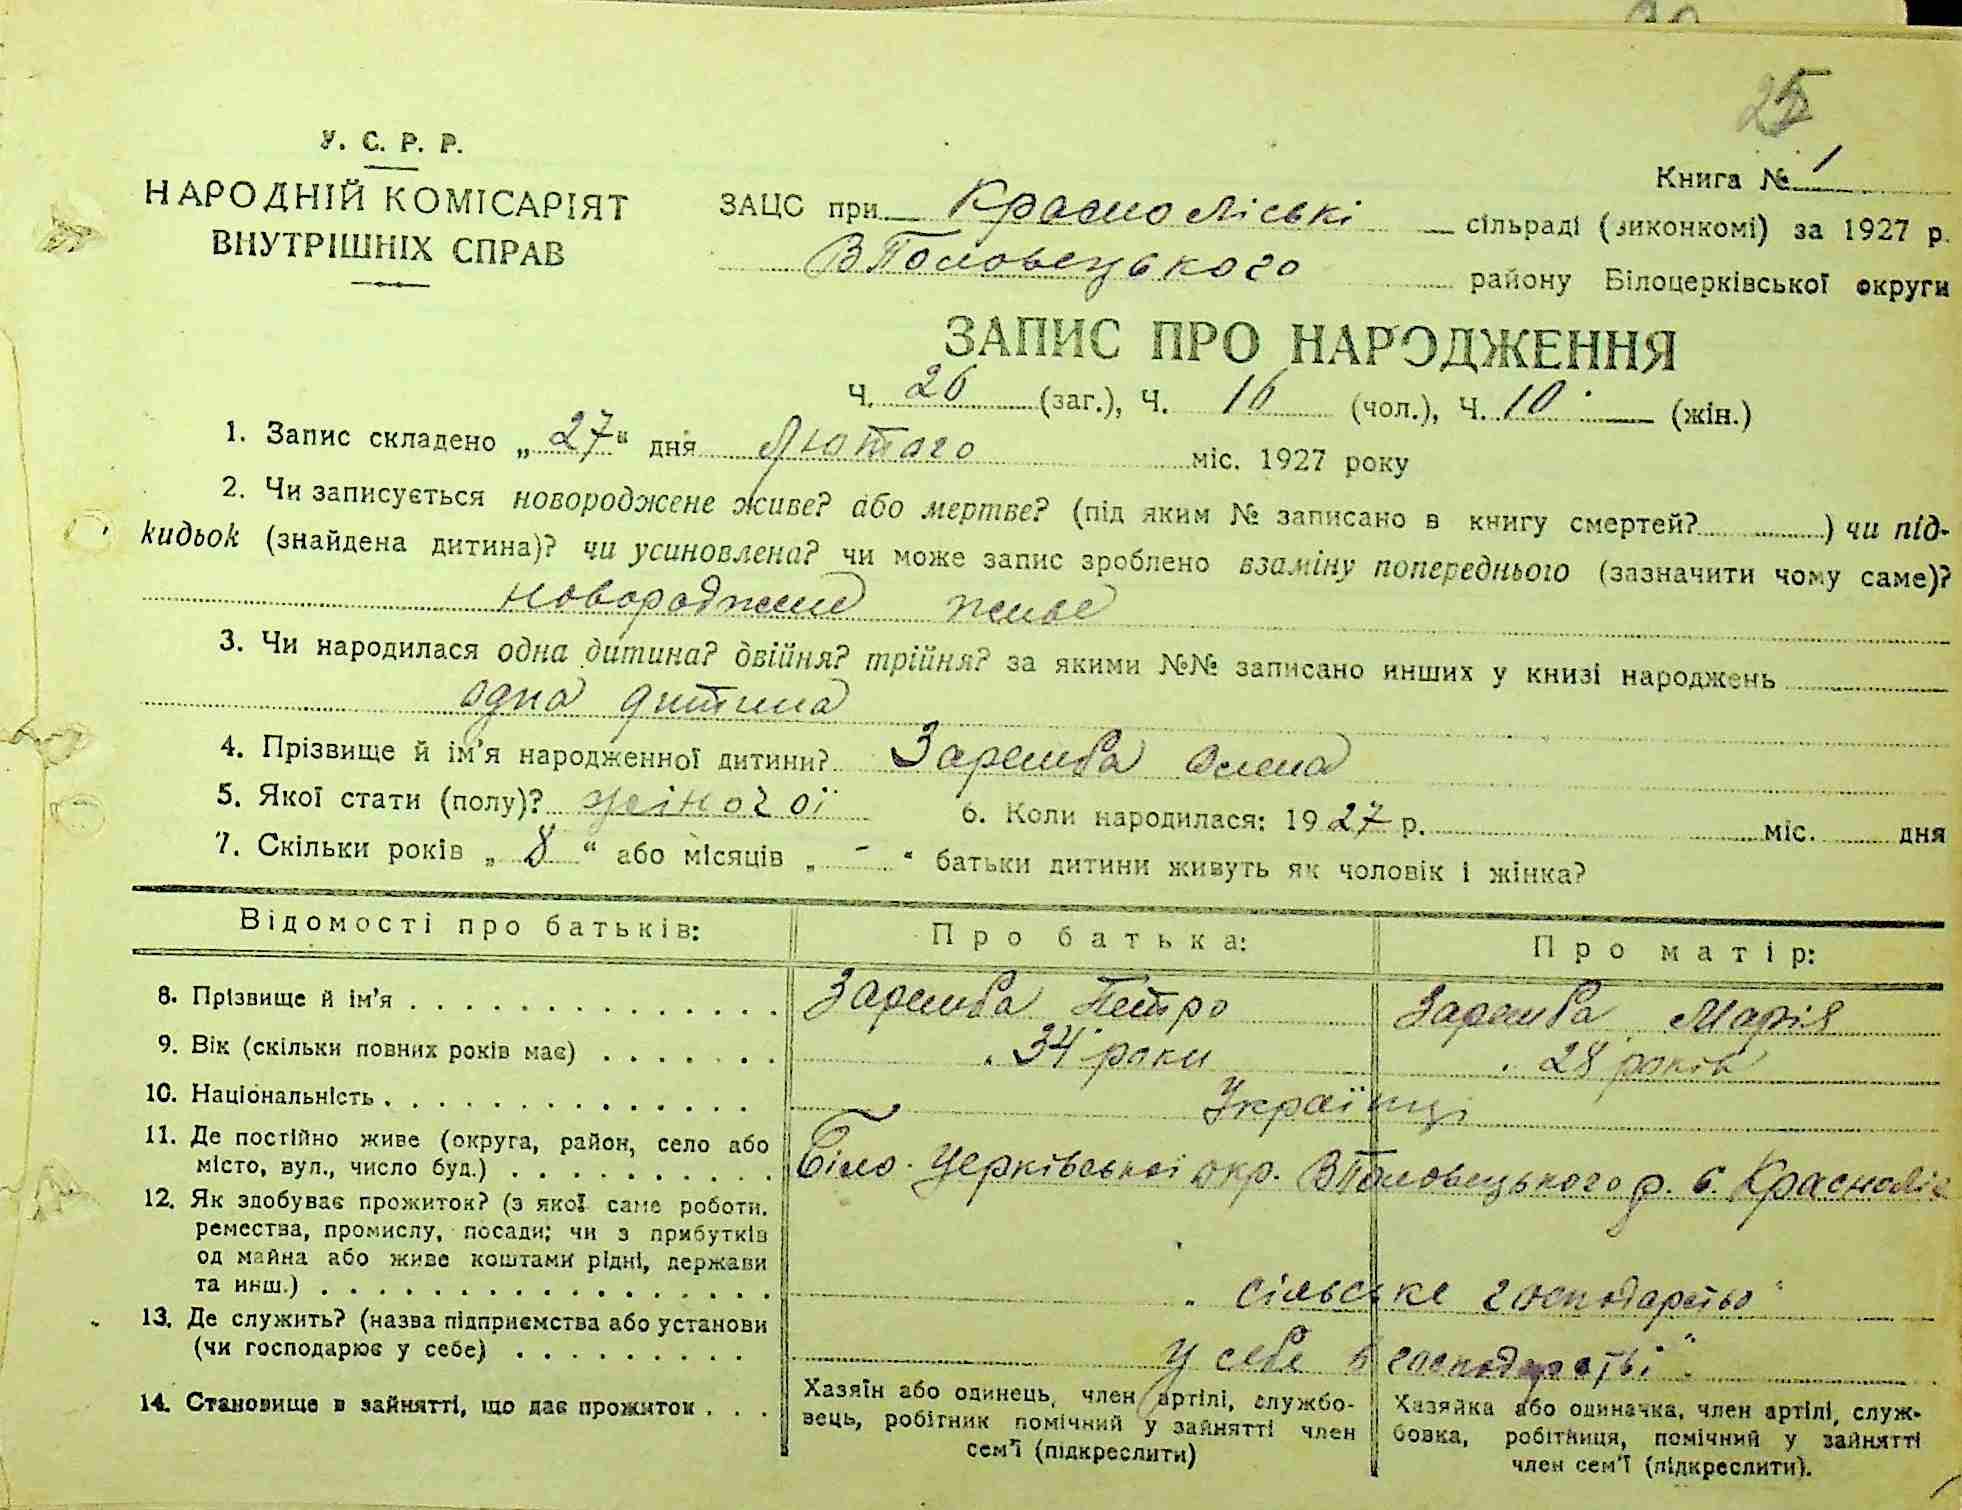 25
У. С. Р. Р.
НАРОДНІЙ КОМІСАРІЯТ
ВНУТРІШНІХ СПРАВ
Книга № 1
ЗАЦС при Красноліські сільраді (виконкомі) за 1927 р.
ВПоловецького району Білоцерківської округи
ЗАПИС ПРО НАРОДЖЕННЯ
Ч. 26 (заг.), Ч. 16 (чол.), Ч. 10 (жін.)
1. Запис складено „27“ дня Лютого міс. 1927 року
2. Чи записується новороджене живе? або мертве? (під яким № записано в книгу смертей? ) чи під-
кидьок (знайдена дитина)? чи усиновлена? чи може запис зроблено взаміну попереднього (зазначити чому саме)?
новороджене живе
3. Чи народилася одна дитина? двійня? трійня? за якими №№ записано инших у книзі народжень
одна дитина
4. Прізвище й ім'я народженної дитини? Заремба Олена
5. Якої стати (полу)? жіночої 6. Коли народилася: 1927 р. міс. дня
7. Скільки років „8“ або місяців „-“ батьки дитини живуть як чоловік і жінка?
Відомості про батьків: Про батька: Про матір:
8. Прізвище й ім'я . . . . . . . . . . . . . . Заремба Петро Заремба Марія
9. Вік (скільки повних років має) . . . . . . . 34 роки 28 років
10. Національність . . . . . . . . . . . . . . Українці
11. Де постійно живе (округа, район, село або
місто, вул., число буд.) . . . . . . . . . . Біло-Церківської окр. ВПоловецького р. с. Красноліс
12. Як здобуває прожиток? (з якої саме роботи.
ремества, промислу, посади; чи з прибутків
од майна або живе коштами рідні, держави
та инш.) . . . . . . . . . . . . . . . . . сільське господарство
13. Де служить? (назва підприємства або установи
(чи господарює у себе) . . . . . . . . . у себе в господарстві
14. Становище в зайнятті, що дає прожиток . . .
Хазяїн або одинець, член артілі, службо-
вець, робітник помічний у зайнятті член
сем'ї (підкреслити)
Хазяйка або одиначка, член артілі, служ-
бовка, робітниця, помічний у зайнятті
член сем'ї (підкреслити).